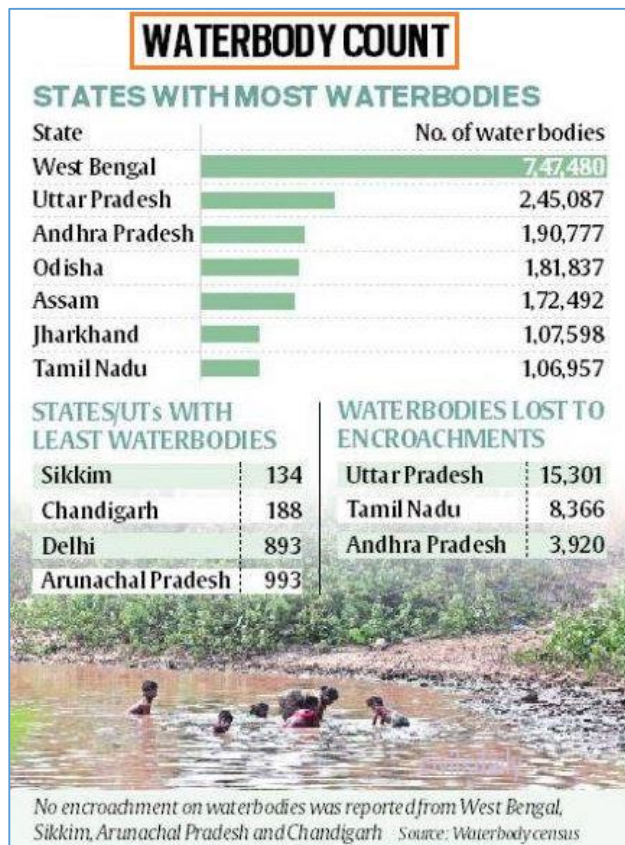 WATERBODY COUNT
STATES WITH MOST WATERBODIES
State No. of waterbodies
West Bengal 7,47,480
Uttar Pradesh 2,45,087
Andhra Pradesh 1,90,777
Odisha 1,81,837
Assam 1,72,492
Jharkhand 1,07,598
Tamil Nadu 1,06,957
STATES/UTs WITH
LEAST WATERBODIES
Sikkim 134
Chandigarh 188
Delhi 893
Arunachal Pradesh 993
WATERBODIES LOST TO
ENCROACHMENTS
Uttar Pradesh 15,301
Tamil Nadu 8,366
Andhra Pradesh 3,920
No encroachment on waterbodies was reported from West Bengal,
Sikkim, Arunachal Pradesh and Chandigarh Source: Waterbody census